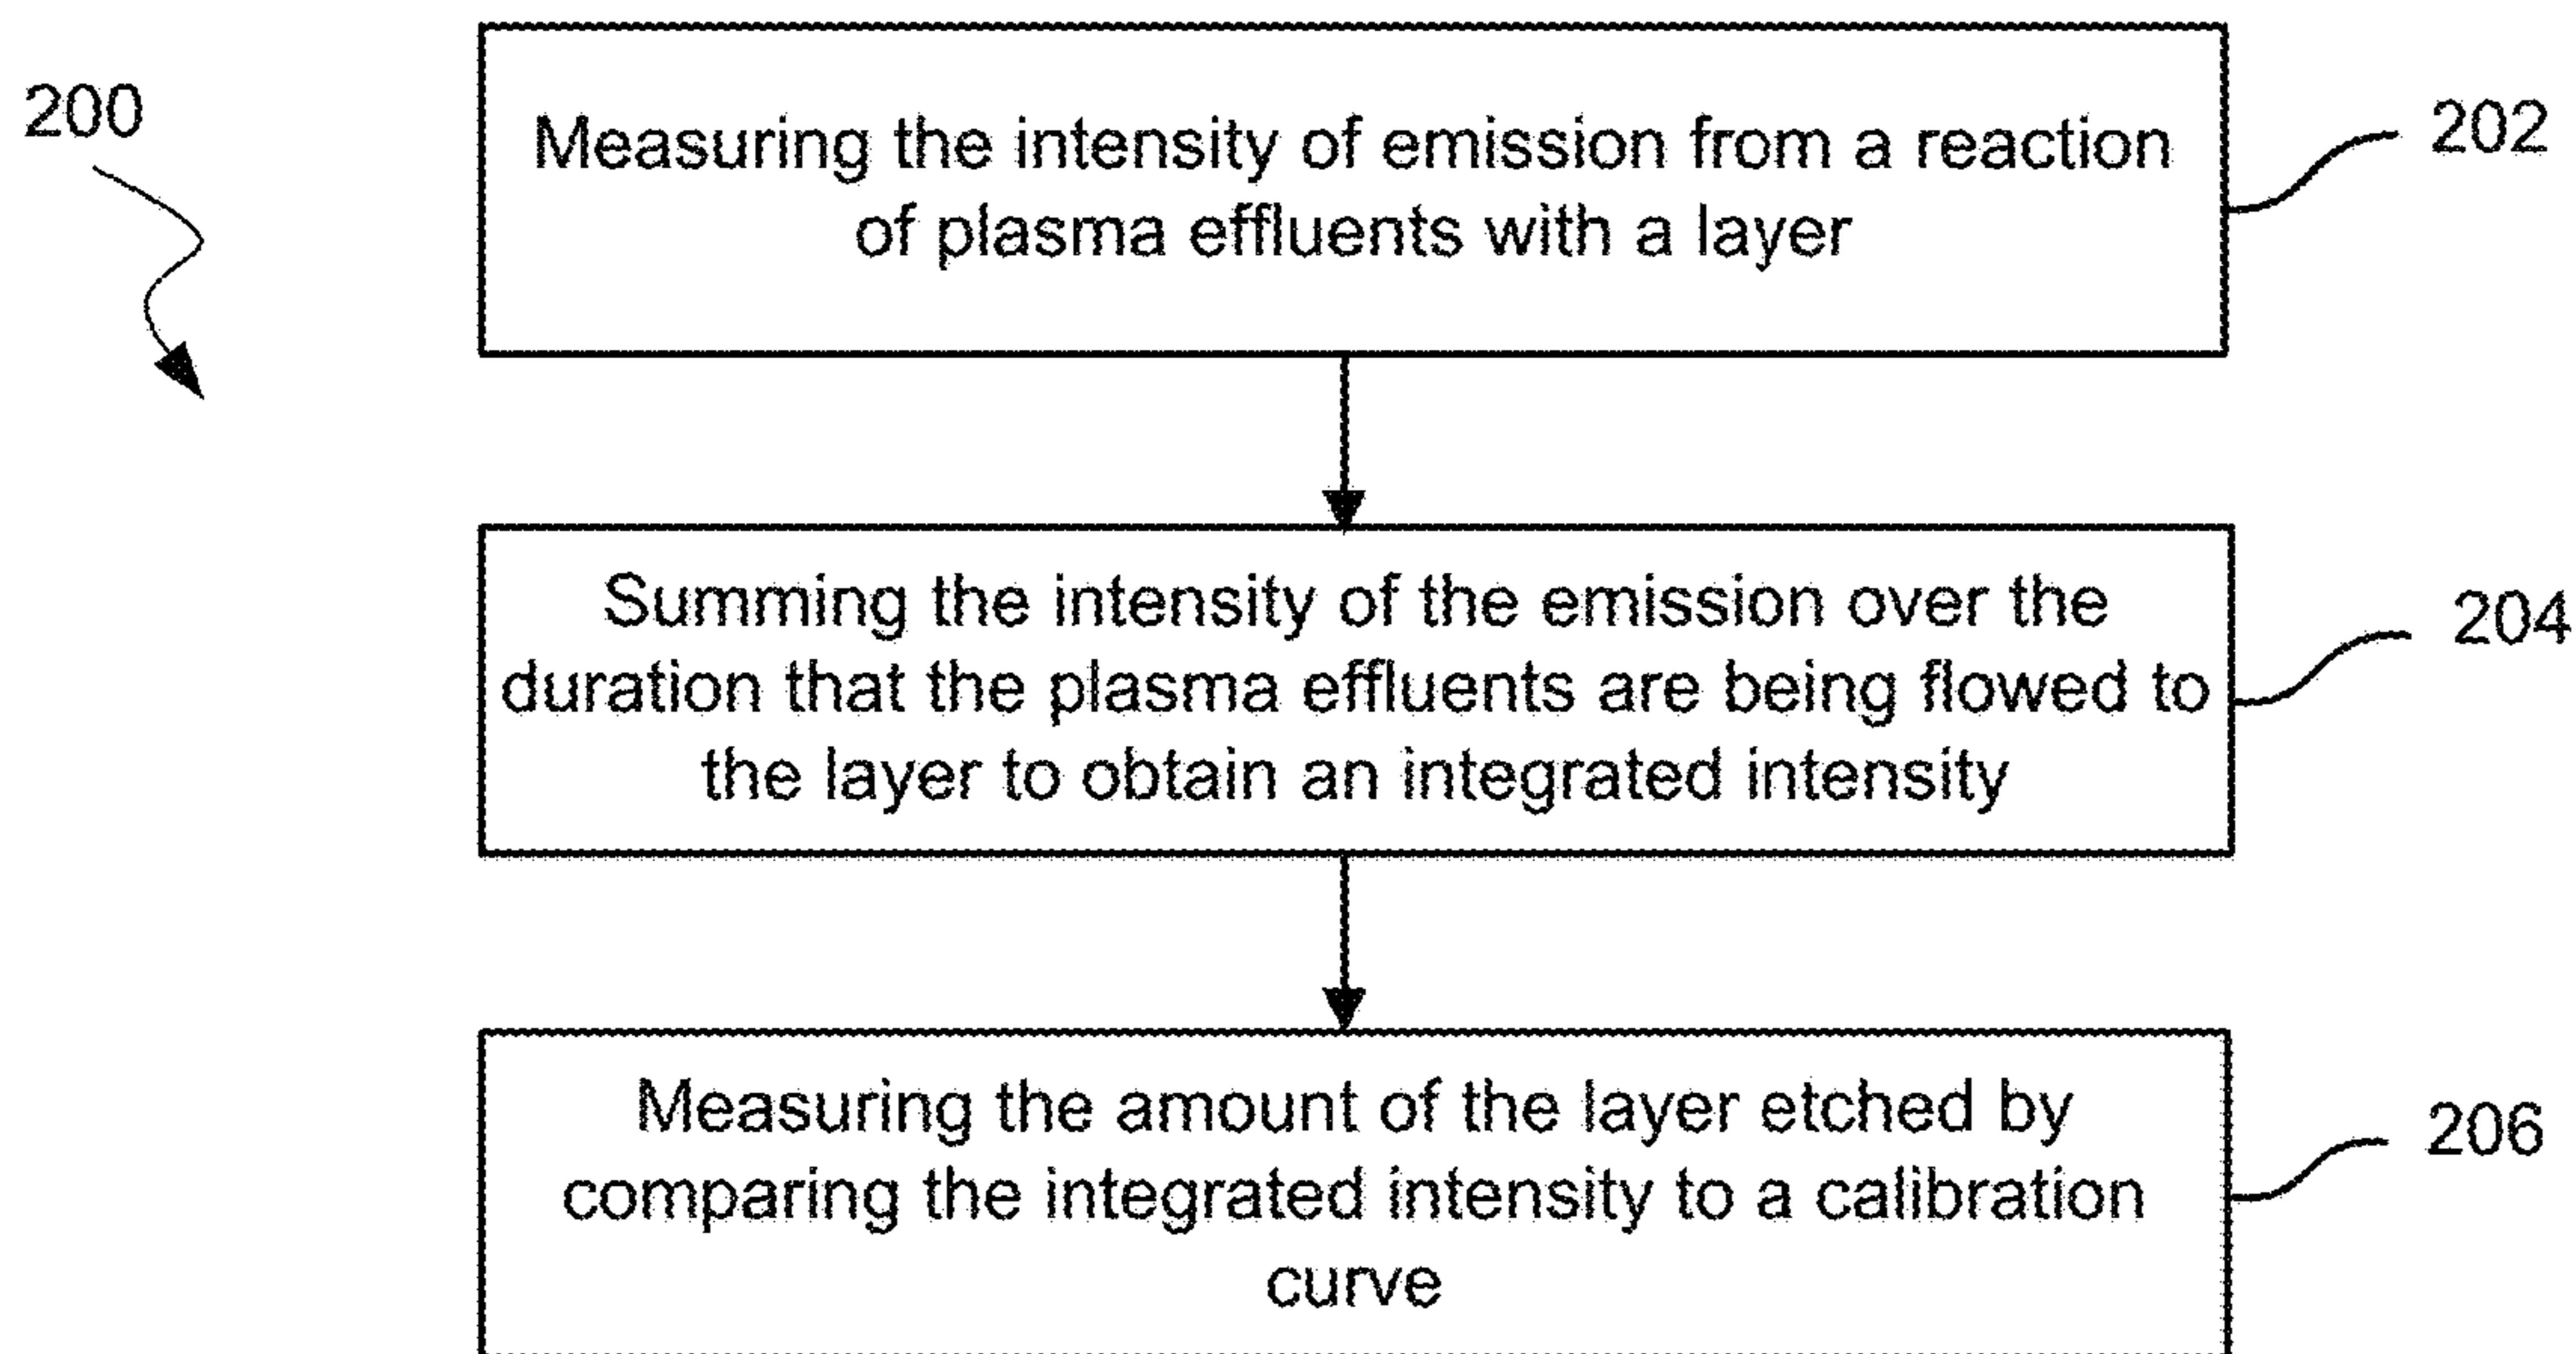 200
Measuring the intensity of emission from a reaction
of plasma effluents with a layer
202
Summing the intensity of the emission over the
duration that the plasma effluents are being flowed to
the layer to obtain an integrated intensity
204
Measuring the amount of the layer etched by
comparing the integrated intensity to a calibration
curve
206